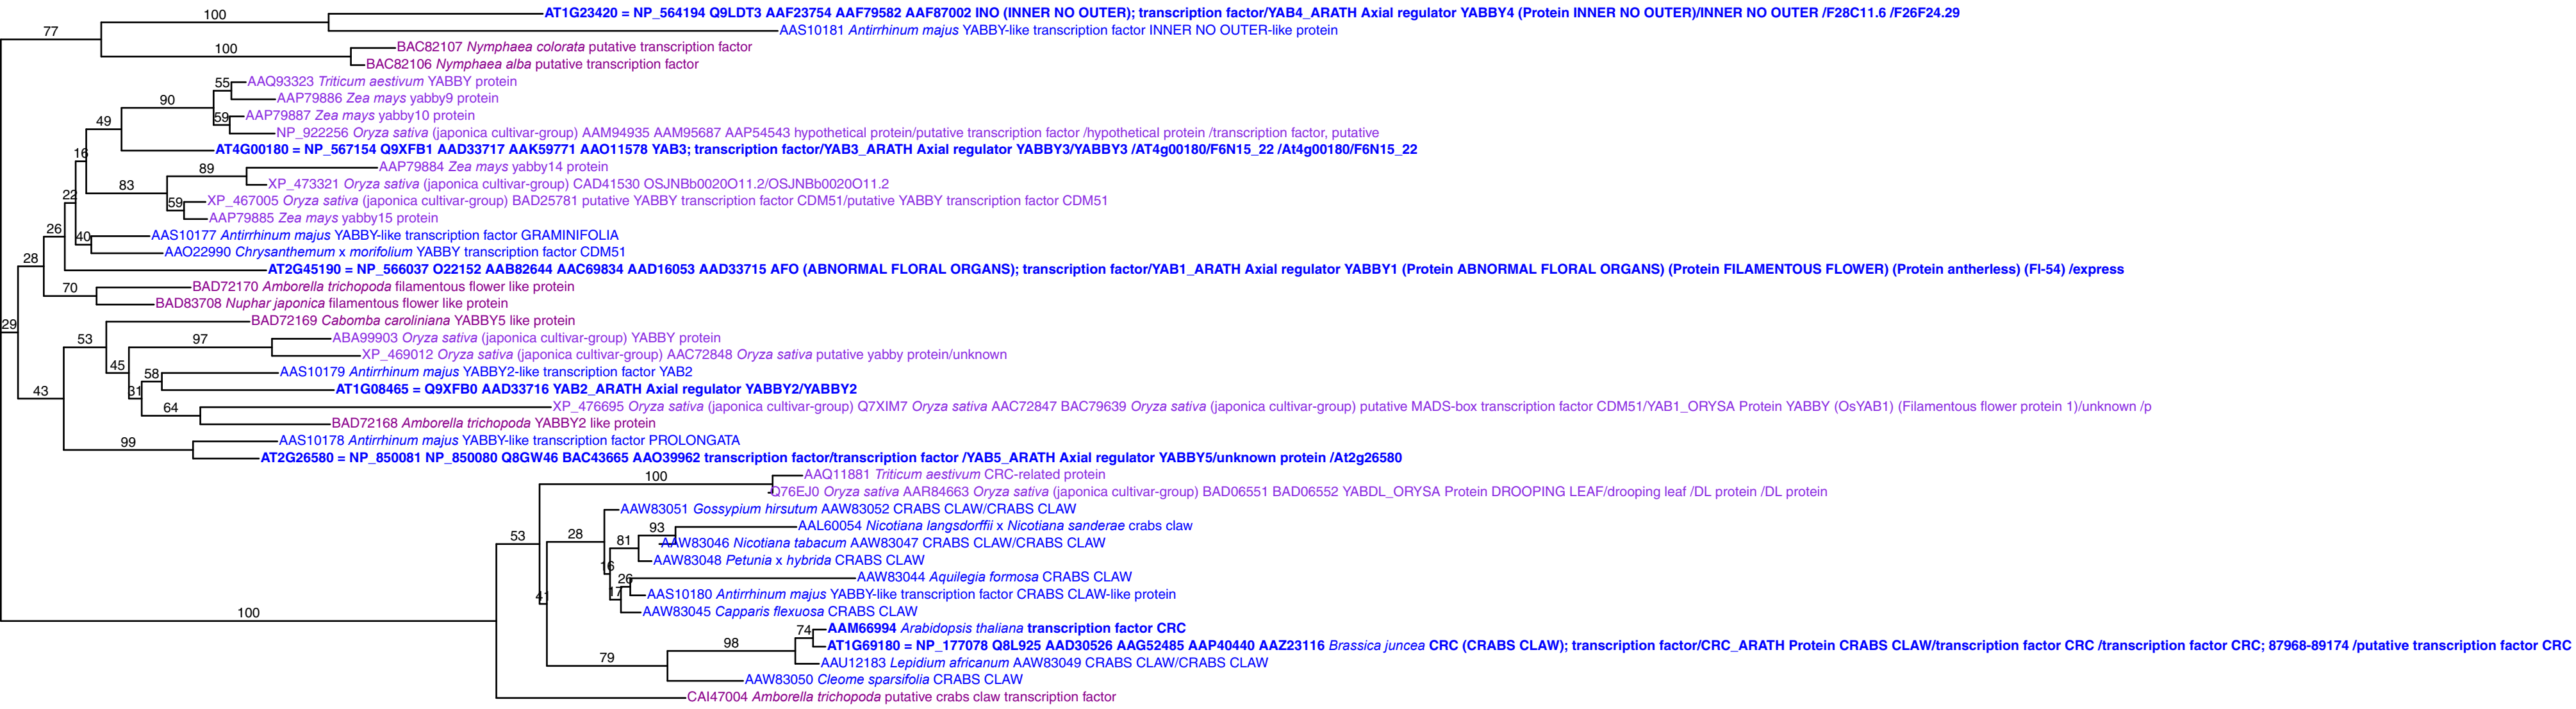 100
AT1G23420 = NP_564194 Q9LDT3 AAF23754 AAF79582 AAF87002 INO (INNER NO OUTER); transcription factor/YAB4_ARATH Axial regulator YABBY4 (Protein INNER NO OUTER)/INNER NO OUTER /F28C11.6 /F26F24.29
77
AAS10181 Antirrhinum majus YABBY-like transcription factor INNER NO OUTER-like protein
100
BAC82107 Nymphaea colorata putative transcription factor
BAC82106 Nymphaea alba putative transcription factor
55
AAQ93323 Triticum aestivum YABBY protein
90
AAP79886 Zea mays yabby9 protein
49
59
AAP79887 Zea mays yabby10 protein
NP_922256 Oryza sativa (japonica cultivar-group) AAM94935 AAM95687 AAP54543 hypothetical protein/putative transcription factor /hypothetical protein /transcription factor, putative
16
AT4G00180 = NP_567154 Q9XFB1 AAD33717 AAK59771 AAO11578 YAB3; transcription factor/YAB3_ARATH Axial regulator YABBY3/YABBY3 /AT4g00180/F6N15_22 /At4g00180/F6N15_22
89
AAP79884 Zea mays yabby14 protein
83
XP_473321 Oryza sativa (japonica cultivar-group) CAD41530 OSJNBb0020O11.2/OSJNBb0020O11.2
22
59
XP_467005 Oryza sativa (japonica cultivar-group) BAD25781 putative YABBY transcription factor CDM51/putative YABBY transcription factor CDM51
AAP79885 Zea mays yabby15 protein
26
40
AAS10177 Antirrhinum majus YABBY-like transcription factor GRAMINIFOLIA
AAO22990 Chrysanthemum x morifolium YABBY transcription factor CDM51
28
AT2G45190 = NP_566037 O22152 AAB82644 AAC69834 AAD16053 AAD33715 AFO (ABNORMAL FLORAL ORGANS); transcription factor/YAB1_ARATH Axial regulator YABBY1 (Protein ABNORMAL FLORAL ORGANS) (Protein FILAMENTOUS FLOWER) (Protein antherless) (Fl-54) /express
70
BAD72170 Amborella trichopoda filamentous flower like protein
BAD83708 Nuphar japonica filamentous flower like protein
29
BAD72169 Cabomba caroliniana YABBY5 like protein
53
97
ABA99903 Oryza sativa (japonica cultivar-group) YABBY protein
XP_469012 Oryza sativa (japonica cultivar-group) AAC72848 Oryza sativa putative yabby protein/unknown
45
58
AAS10179 Antirrhinum majus YABBY2-like transcription factor YAB2
43
31
AT1G08465 = Q9XFB0 AAD33716 YAB2_ARATH Axial regulator YABBY2/YABBY2
64
XP_476695 Oryza sativa (japonica cultivar-group) Q7XIM7 Oryza sativa AAC72847 BAC79639 Oryza sativa (japonica cultivar-group) putative MADS-box transcription factor CDM51/YAB1_ORYSA Protein YABBY (OsYAB1) (Filamentous flower protein 1)/unknown /p
BAD72168 Amborella trichopoda YABBY2 like protein
99
AAS10178 Antirrhinum majus YABBY-like transcription factor PROLONGATA
AT2G26580 = NP_850081 NP_850080 Q8GW46 BAC43665 AAO39962 transcription factor/transcription factor /YAB5_ARATH Axial regulator YABBY5/unknown protein /At2g26580
100
AAQ11881 Triticum aestivum CRC-related protein
Q76EJ0 Oryza sativa AAR84663 Oryza sativa (japonica cultivar-group) BAD06551 BAD06552 YABDL_ORYSA Protein DROOPING LEAF/drooping leaf /DL protein /DL protein
AAW83051 Gossypium hirsutum AAW83052 CRABS CLAW/CRABS CLAW
53
28
93
AAL60054 Nicotiana langsdorffii x Nicotiana sanderae crabs claw
81
AAW83046 Nicotiana tabacum AAW83047 CRABS CLAW/CRABS CLAW
AAW83048 Petunia x hybrida CRABS CLAW
16
26
AAW83044 Aquilegia formosa CRABS CLAW
41
17
AAS10180 Antirrhinum majus YABBY-like transcription factor CRABS CLAW-like protein
100
AAW83045 Capparis flexuosa CRABS CLAW
74
AAM66994 Arabidopsis thaliana transcription factor CRC
98
AT1G69180 = NP_177078 Q8L925 AAD30526 AAG52485 AAP40440 AAZ23116 Brassica juncea CRC (CRABS CLAW); transcription factor/CRC_ARATH Protein CRABS CLAW/transcription factor CRC /transcription factor CRC; 87968-89174 /putative transcription factor CRC
79
AAU12183 Lepidium africanum AAW83049 CRABS CLAW/CRABS CLAW
AAW83050 Cleome sparsifolia CRABS CLAW
CAI47004 Amborella trichopoda putative crabs claw transcription factor